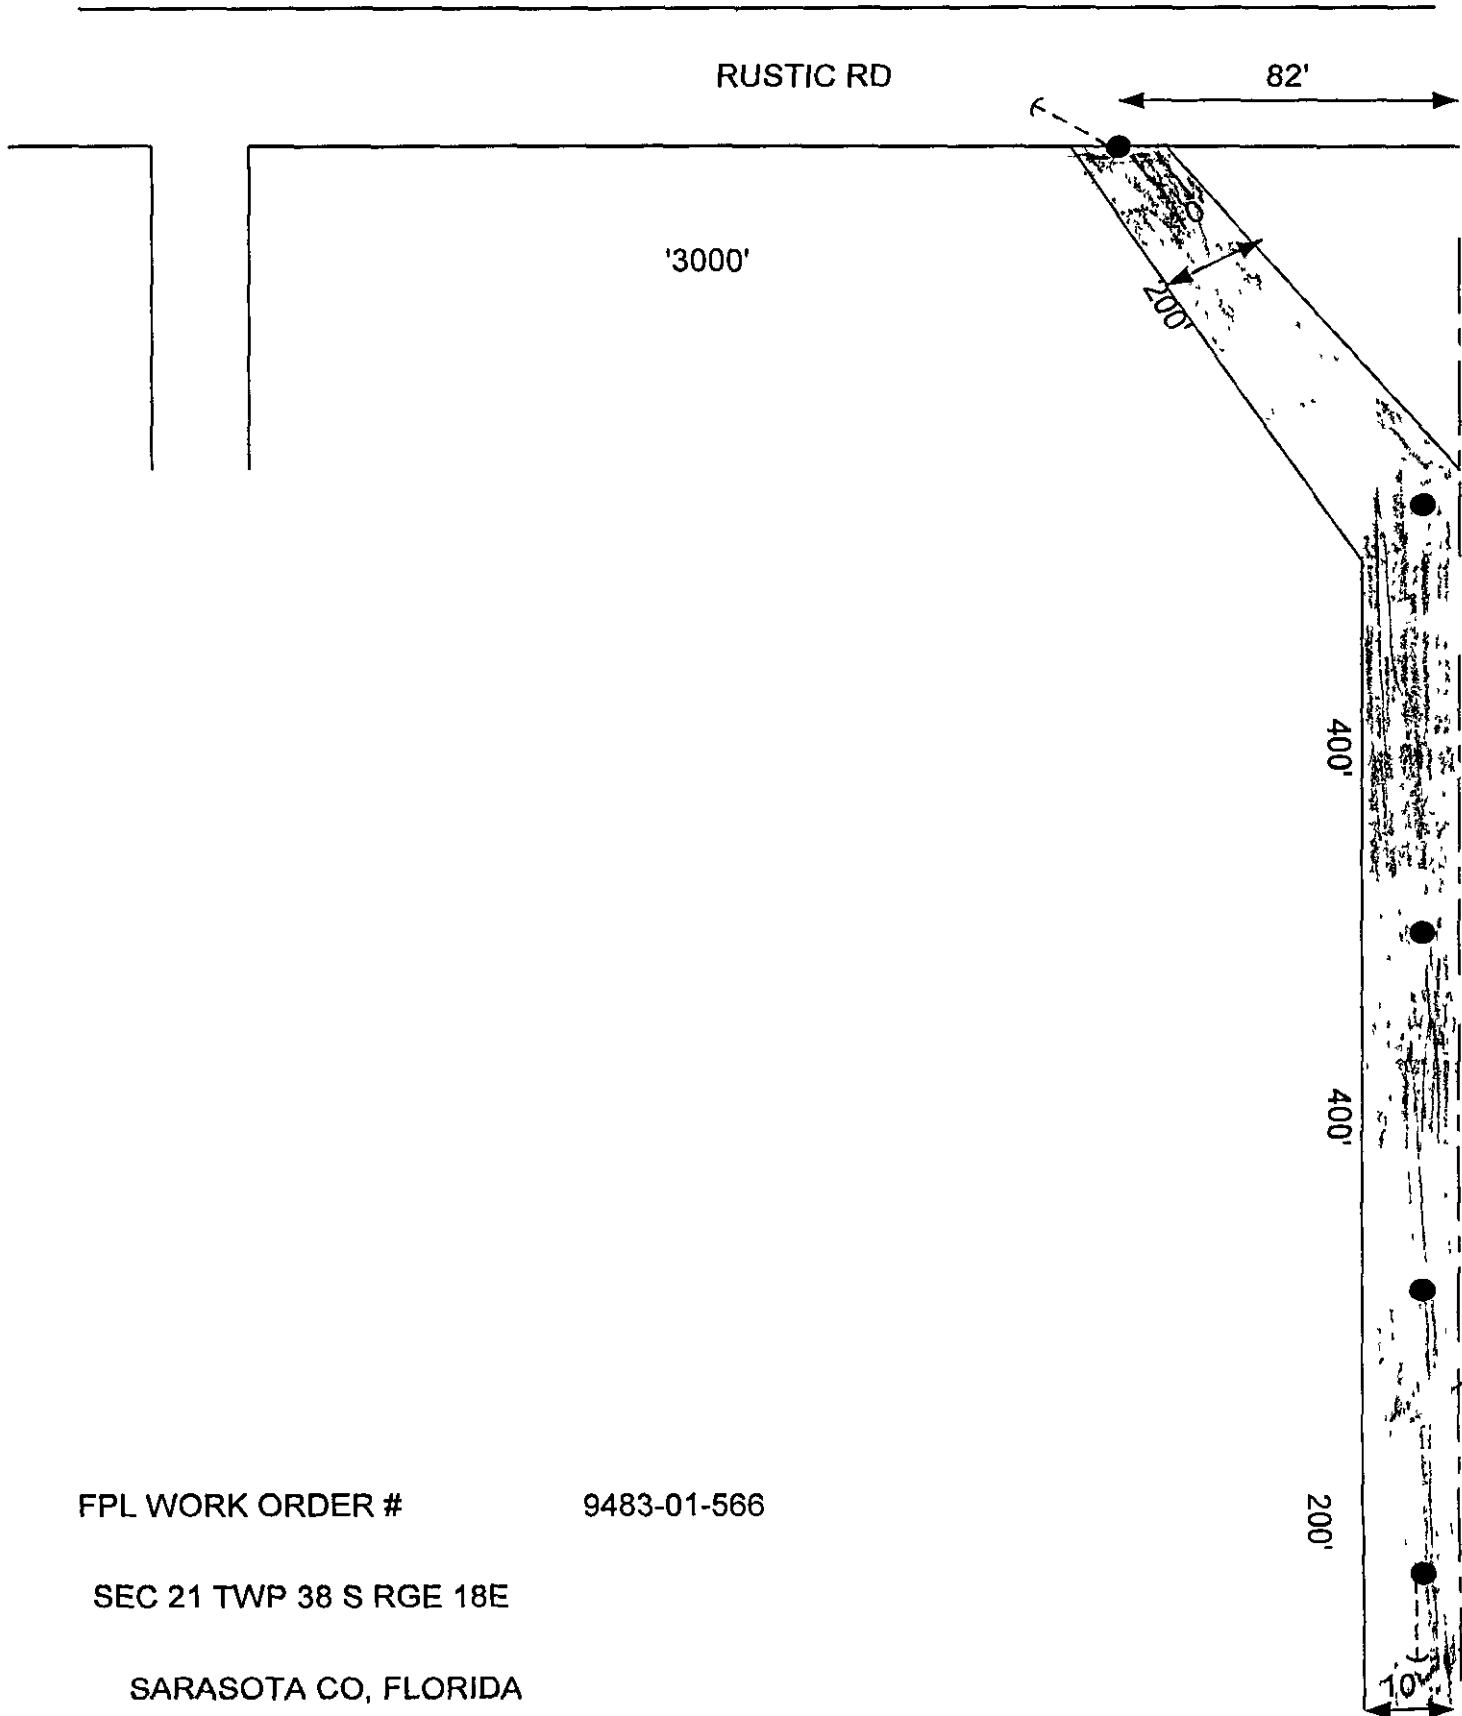 RUSTIC RD 82'
'3000'
10'
200'
400'
400'
200'
FPL WORK ORDER # 9483-01-566
SEC 21 TWP 38 S RGE 18E
SARASOTA CO, FLORIDA
10'